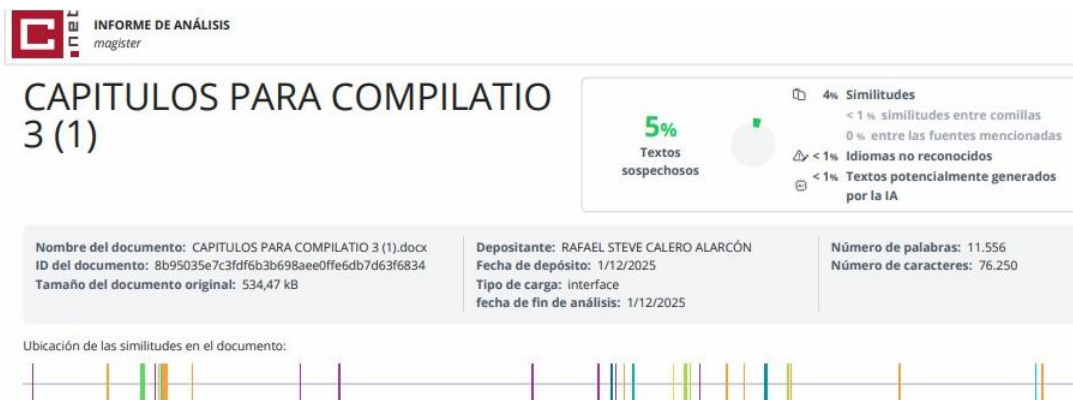 C
net
INFORME DE ANÁLISIS
magister
CAPITULOS PARA COMPILATIO
3 (1)
5%
Textos
sospechosos
4% Similitudes
< 1 % similitudes entre comillas
0 % entre las fuentes mencionadas
< 1% Idiomas no reconocidos
< 1% Textos potencialmente generados
por la IA
Nombre del documento: CAPITULOS PARA COMPILATIO 3 (1).docx
ID del documento: 8b95035e7c3fdf6b3b698aee0ffe6db7d63f6834
Tamaño del documento original: 534,47 kB
Depositante: RAFAEL STEVE CALERO ALARCÓN
Fecha de depósito: 1/12/2025
Tipo de carga: interface
fecha de fin de análisis: 1/12/2025
Número de palabras: 11.556
Número de caracteres: 76.250
Ubicación de las similitudes en el documento: